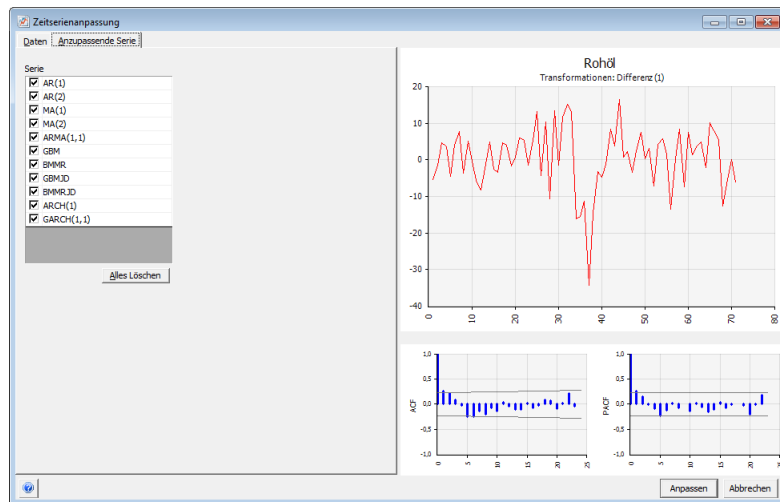 Zeitserienanpassung
Daten
Anzupassende Serie
Serie
AR(1)
AR(2)
MA(1)
MA(2)
ARMA(1,1)
GBM
BMMR
GBMJD
BMMRJD
ARCH(1)
GARCH(1,1)
Alles Löschen
Rohöl
Transformationen: Differenz (1)
20
10
0
-10
-20
-30
-40
0
10
20
30
40
50
60
70
80
1,0
0,5
0,0
-0,5
-1,0
ACF
0
5
10
15
20
25
1,0
0,5
0,0
-0,5
-1,0
PACF
0
5
10
15
20
25
Anpassen
Abbrechen